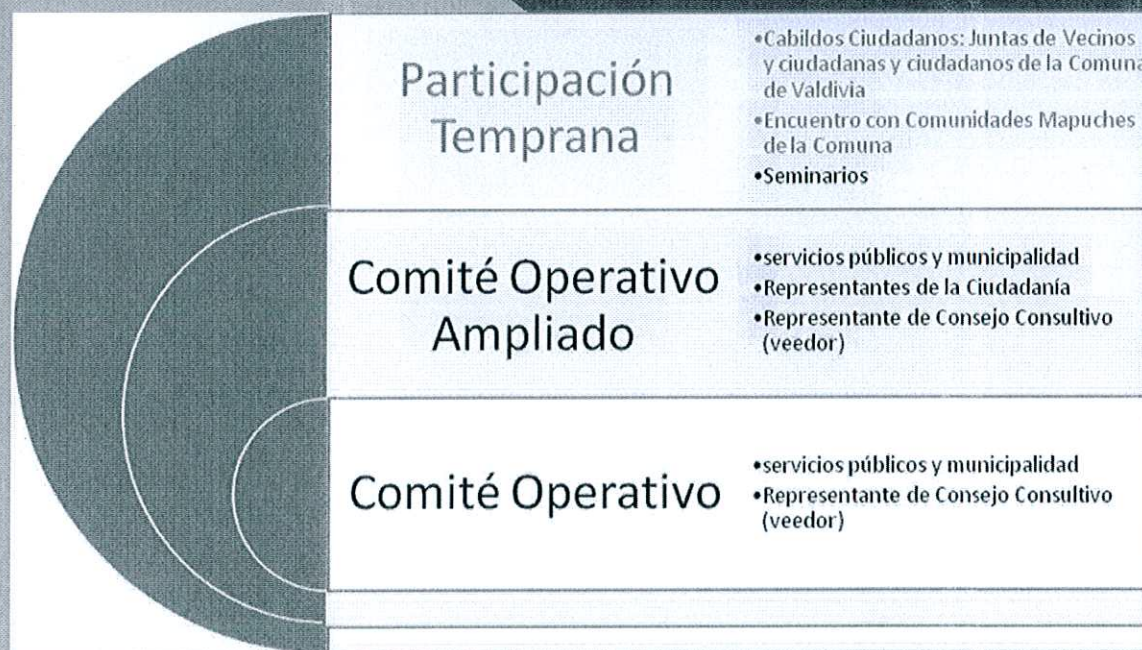 Participación
Temprana
•Cabildos Ciudadanos: Juntas de Vecinos
y ciudadanas y ciudadanos de la Comuna
de Valdivia
•Encuentro con Comunidades Mapuches
de la Comuna
•Seminarios
Comité Operativo
Ampliado
•servicios públicos y municipalidad
•Representantes de la Ciudadanía
•Representante de Consejo Consultivo
(veedor)
Comité Operativo
•servicios públicos y municipalidad
•Representante de Consejo Consultivo
(veedor)